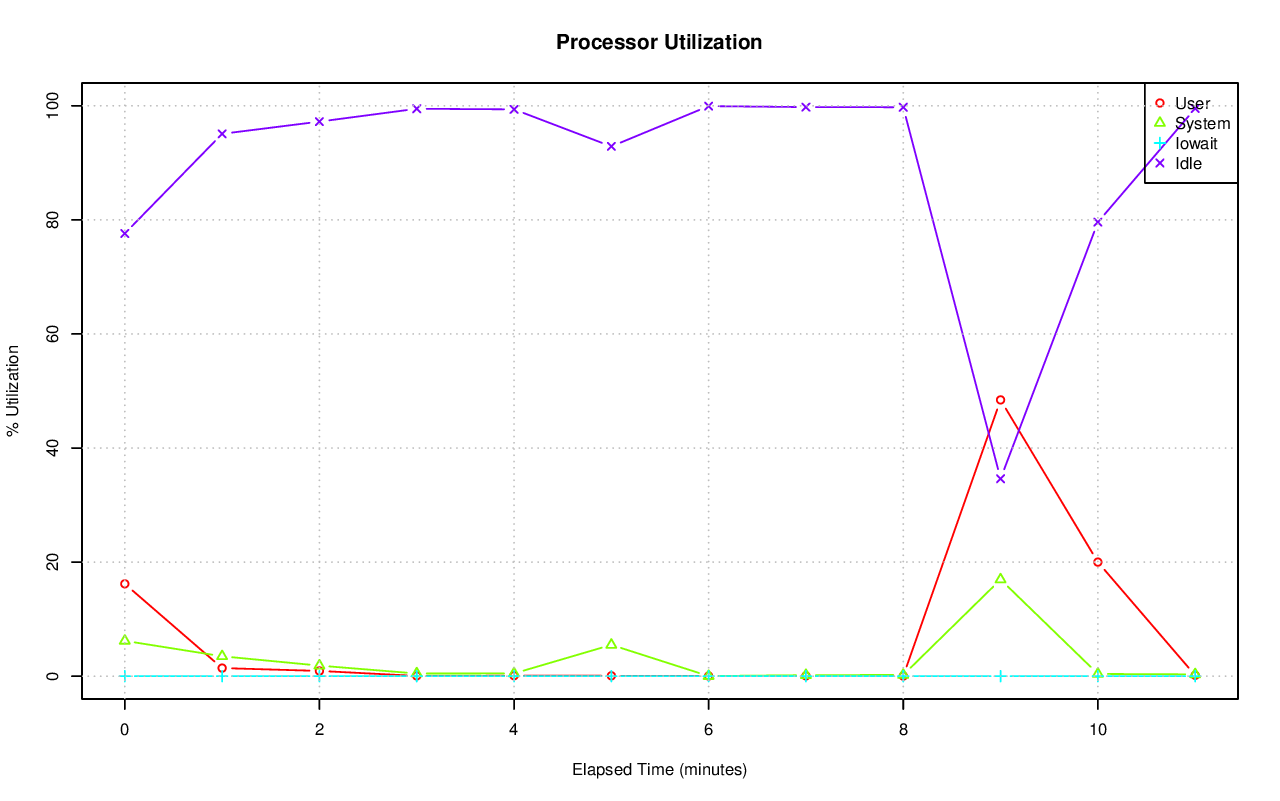 Processor Utilization
User
System
Iowait
Idle
100
80
60
40
20
0
% Utilization
0 2 4 6 8 10
Elapsed Time (minutes)